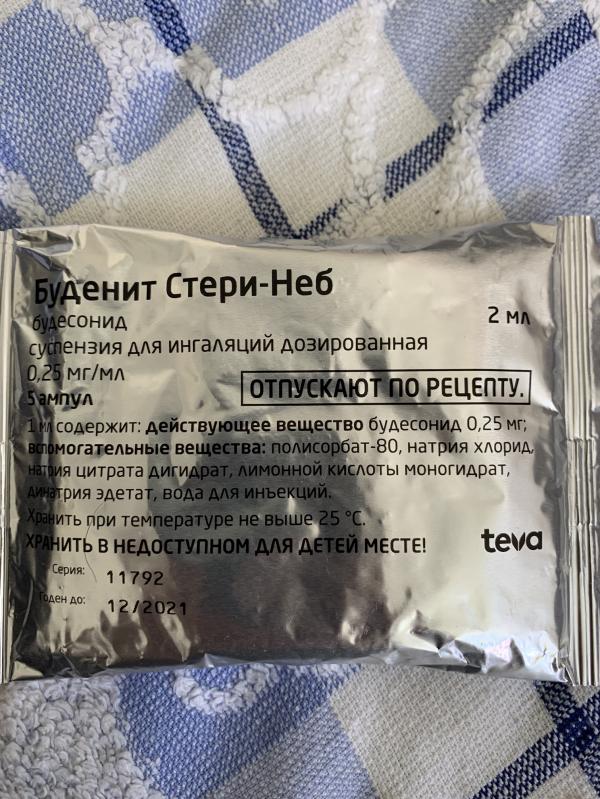 Буденит Стери-Неб
будесонид
2 мл
суспензия для ингаляций дозированная
0,25 мг/мл
5 ампул
ОТПУСКАЮТ ПО РЕЦЕПТУ.
1 мл содержит: действующее вещество будесонид 0,25 мг;
вспомогательные вещества: полисорбат-80, натрия хлорид,
натрия цитрата дигидрат, лимонной кислоты моногидрат,
динатрия эдетат, вода для инъекций.
Хранить при температуре не выше 25 °С.
ХРАНИТЬ В НЕДОСТУПНОМ ДЛЯ ДЕТЕЙ МЕСТЕ!
teva
Серия: 11792
Годен до: 12/2021